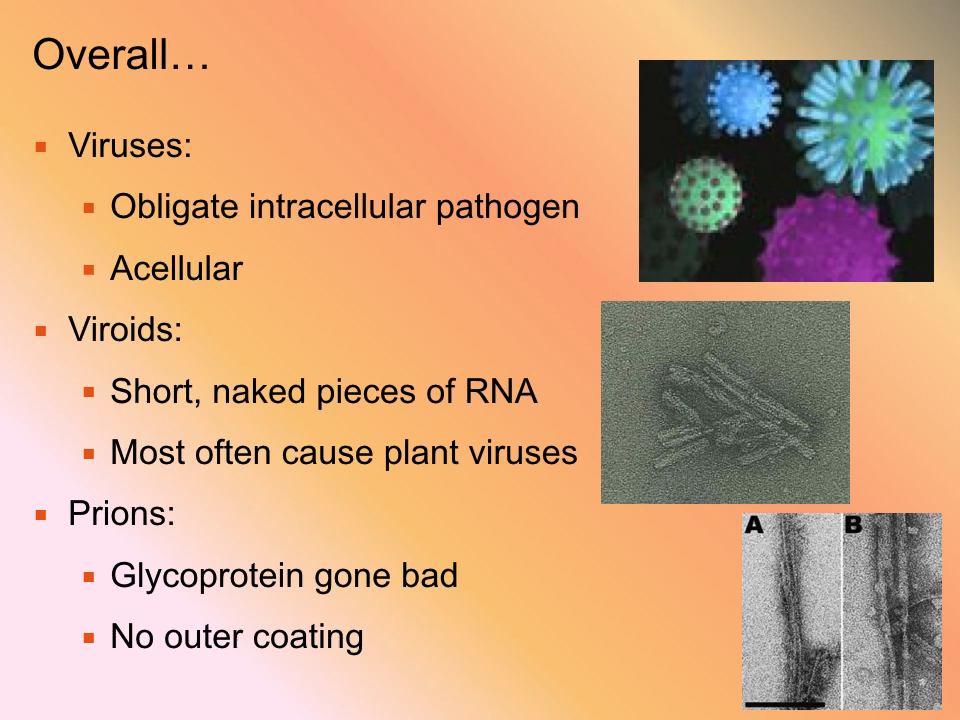 Overall…
Viruses:
Obligate intracellular pathogen
Acellular
Viroids:
Short, naked pieces of RNA
Most often cause plant viruses
Prions:
Glycoprotein gone bad
No outer coating
A B